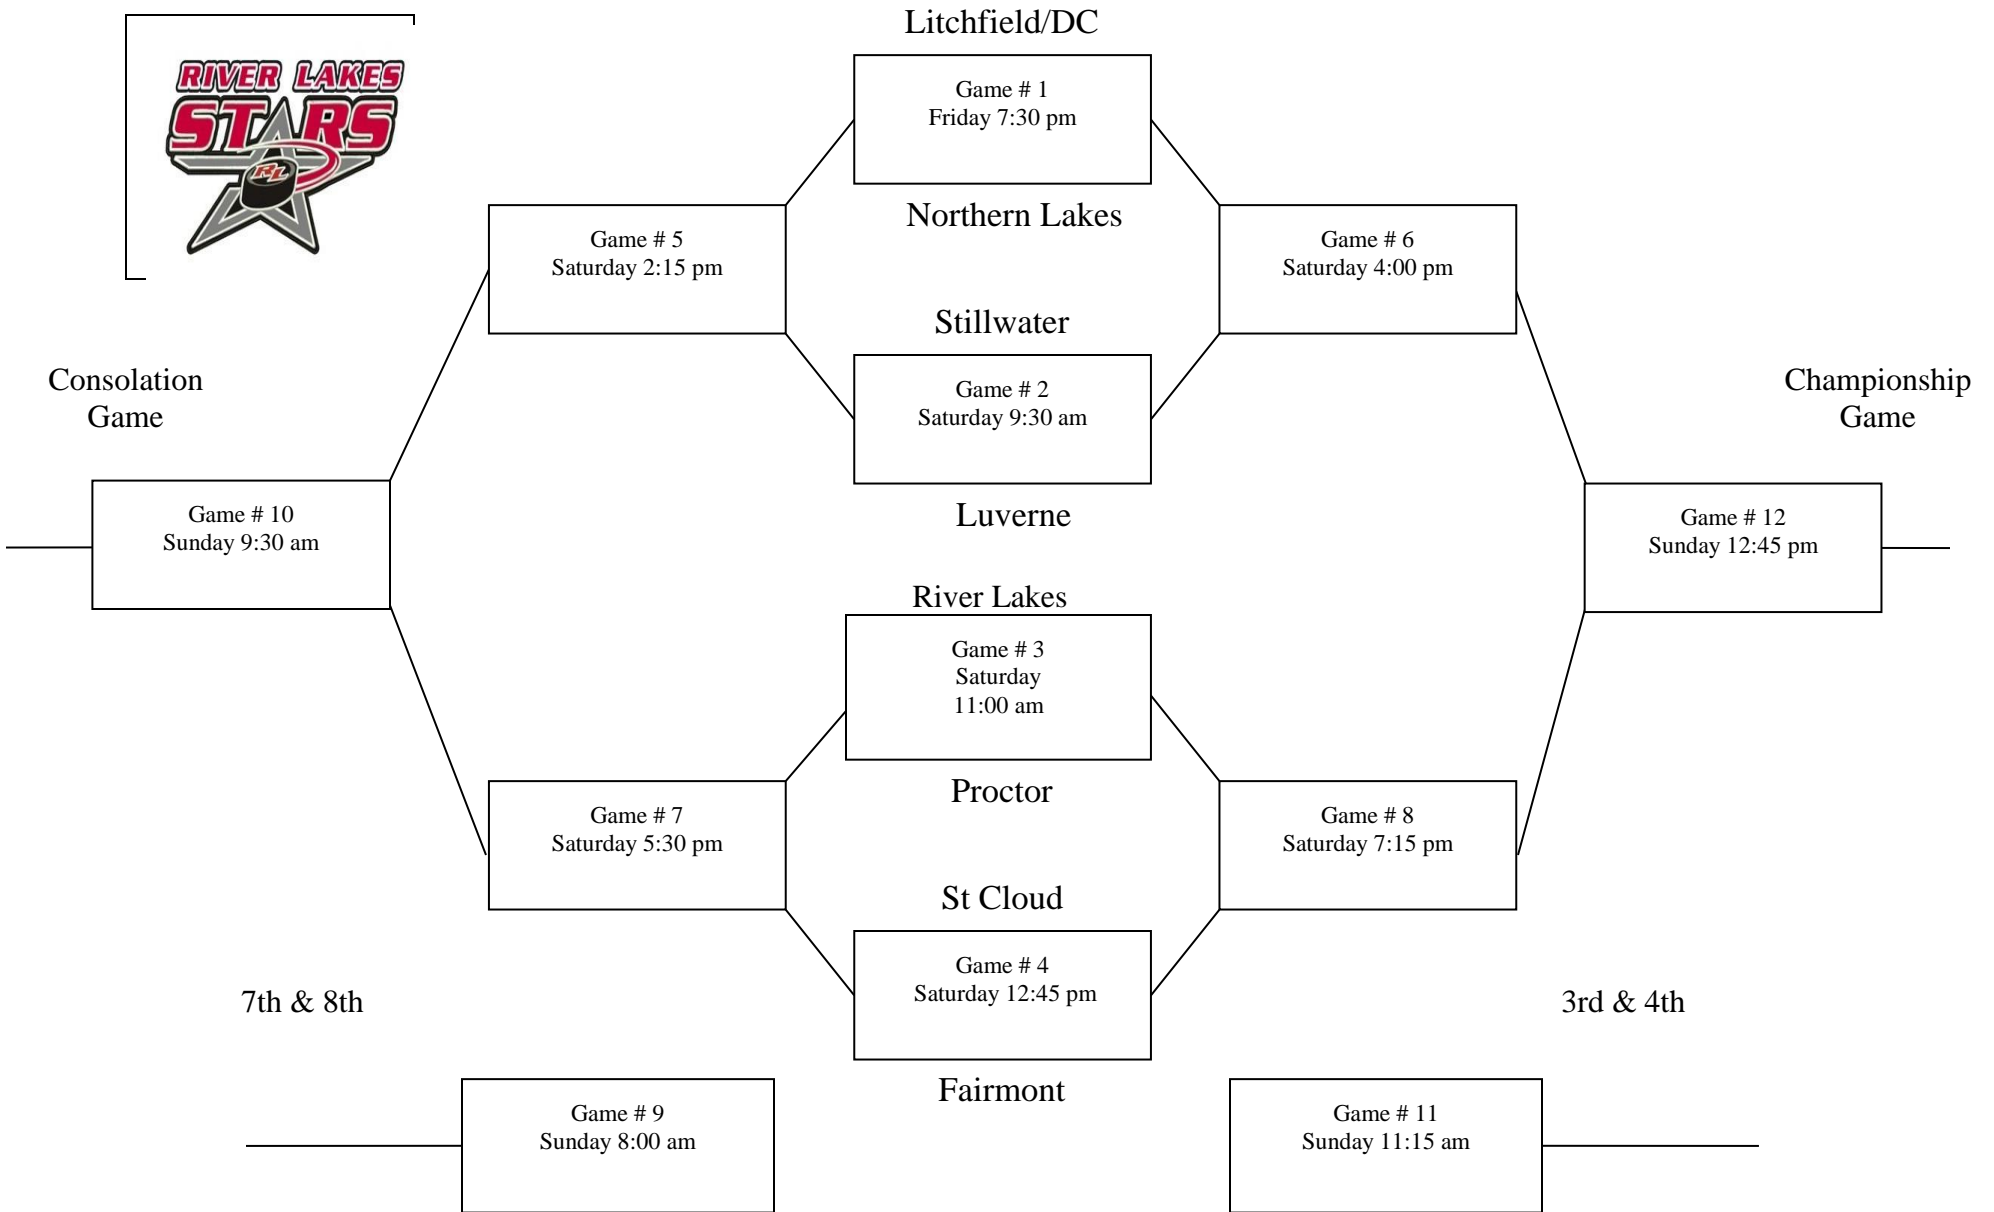 RIVER LAKES
STARS
RL
Litchfield/DC
Game # 1
Friday 7:30 pm
Northern Lakes
Game # 5
Saturday 2:15 pm
Game # 6
Saturday 4:00 pm
Stillwater
Game # 2
Saturday 9:30 am
Luverne
Consolation
Game
Championship
Game
Game # 10
Sunday 9:30 am
Game # 12
Sunday 12:45 pm
River Lakes
Game # 3
Saturday
11:00 am
Proctor
Game # 7
Saturday 5:30 pm
Game # 8
Saturday 7:15 pm
St Cloud
Game # 4
Saturday 12:45 pm
Fairmont
7th & 8th
3rd & 4th
Game # 9
Sunday 8:00 am
Game # 11
Sunday 11:15 am